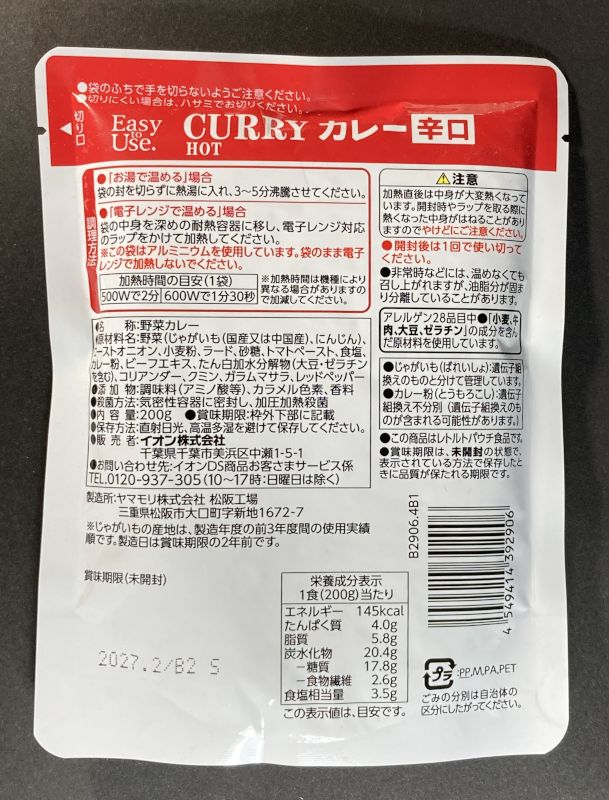 ●袋のふちで手を切らないようご注意ください。
●切りにくい場合は、ハサミでお切りください。
切り口
Easy to Use.
CURRY カレー 辛口
HOT
調理方法
●「お湯で温める」場合
袋の封を切らずに熱湯に入れ、3〜5分沸騰させてください。
●「電子レンジで温める」場合
袋の中身を深めの耐熱容器に移し、電子レンジ対応
のラップをかけて加熱してください。
※この袋はアルミニウムを使用しています。袋のまま電子
レンジで加熱しないでください。
加熱時間の目安(1袋)
500Wで2分 600Wで1分30秒
※加熱時間は機種により
異なる場合がありますの
で加減してください。
⚠注意
加熱直後は中身が大変熱くなって
います。開封時やラップを取る際に
熱くなった中身がはねることがあり
ますのでやけどにご注意ください。
●開封後は1回で使い切って
ください。
●非常時などには、温めなくても
召し上がれますが、油脂分が固ま
り分離していることがあります。
アレルゲン28品目中●「小麦、牛
肉、大豆、ゼラチン」の成分を含ん
だ原材料を使用しています。
●じゃがいも(ばれいしょ):遺伝子組
換えのものと分けて管理しています。
●カレー粉(とうもろこし):遺伝子
組換え不分別(遺伝子組換えのも
のが含まれる可能性があります。)
●この商品はレトルトパウチ食品です。
●賞味期限は、未開封の状態で、
表示されている方法で保存したと
きに品質が保たれる期限です。
●名 称:野菜カレー
●原材料名:野菜(じゃがいも(国産又は中国産)、にんじん)、
ローストオニオン、小麦粉、ラード、砂糖、トマトペースト、食塩、
カレー粉、ビーフエキス、たん白加水分解物(大豆・ゼラチン
を含む)、コリアンダー、クミン、ガラムマサラ、レッドペッパー
●添 加 物:調味料(アミノ酸等)、カラメル色素、香料
●殺菌方法:気密性容器に密封し、加圧加熱殺菌
●内 容 量:200g ●賞味期限:枠外下部に記載
●保存方法:直射日光、高温多湿を避けて保存してください。
●販 売 者:イオン株式会社
千葉県千葉市美浜区中瀬1-5-1
●お問い合わせ先:イオンDS商品お客さまサービス係
TEL.0120-937-305(10〜17時:日曜日は除く)
製造所:ヤマモリ株式会社 松阪工場
三重県松阪市大口町字新地1672-7
※じゃがいもの産地は、製造年度の前3年度間の使用実績
順です。製造日は賞味期限の2年前です。
賞味期限(未開封)
2027.2/B2 S
栄養成分表示
1食(200g)当たり
エネルギー 145kcal
たんぱく質 4.0g
脂質 5.8g
炭水化物 20.4g
−糖質 17.8g
−食物繊維 2.6g
食塩相当量 3.5g
この表示値は、目安です。
B2906.4B1
4 549414 392906
プラ :PP,M,PA,PET
ごみの分別は自治体の
区分にしたがってください。